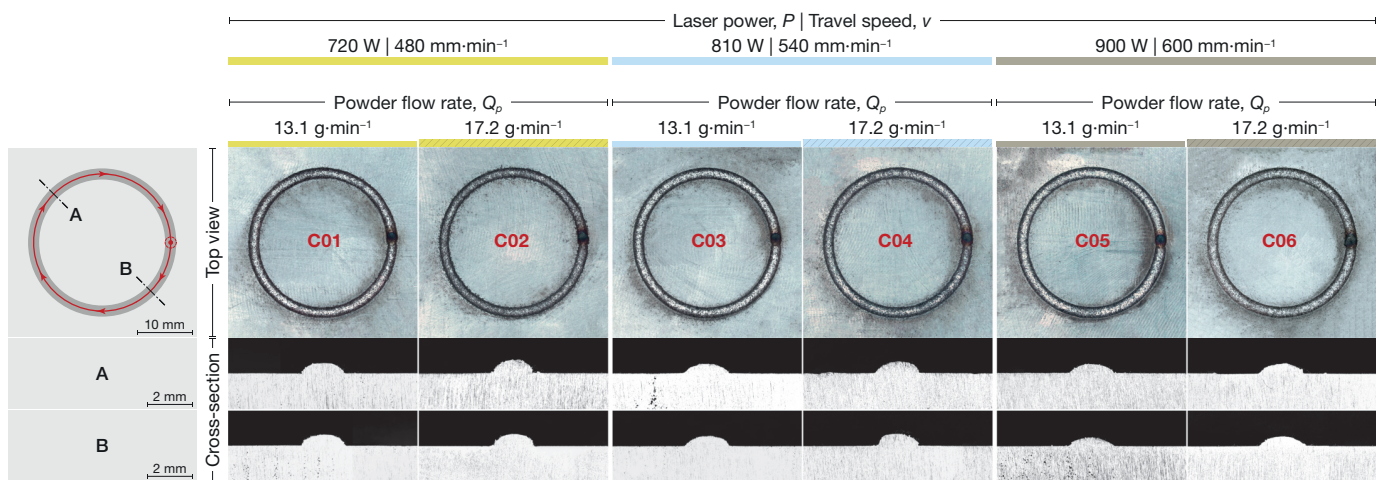 Laser power, P | Travel speed, v
720 W | 480 mm·min⁻¹
810 W | 540 mm·min⁻¹
900 W | 600 mm·min⁻¹
Powder flow rate, Qₚ
Powder flow rate, Qₚ
Powder flow rate, Qₚ
13.1 g·min⁻¹
17.2 g·min⁻¹
13.1 g·min⁻¹
17.2 g·min⁻¹
13.1 g·min⁻¹
17.2 g·min⁻¹
A
B
10 mm
Top view
C01
C02
C03
C04
C05
C06
A
2 mm
B
2 mm
Cross-section